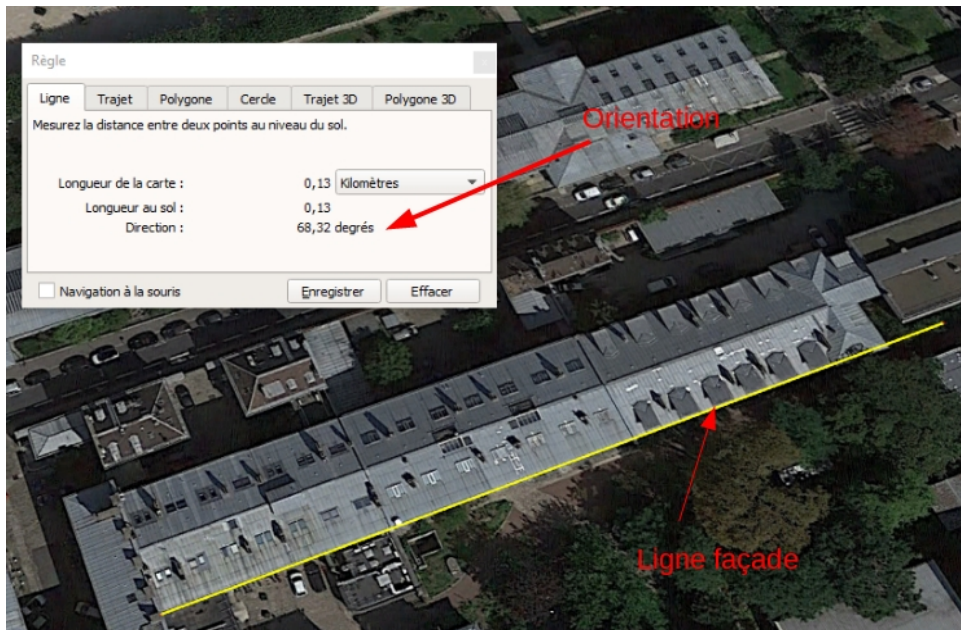 Règle
Ligne Trajet Polygone Cercle Trajet 3D Polygone 3D
Mesurez la distance entre deux points au niveau du sol.
Orientation
Longueur de la carte : 0,13 Kilomètres
Longueur au sol : 0,13
Direction : 68,32 degrés
Navigation à la souris Enregistrer Effacer
Ligne façade